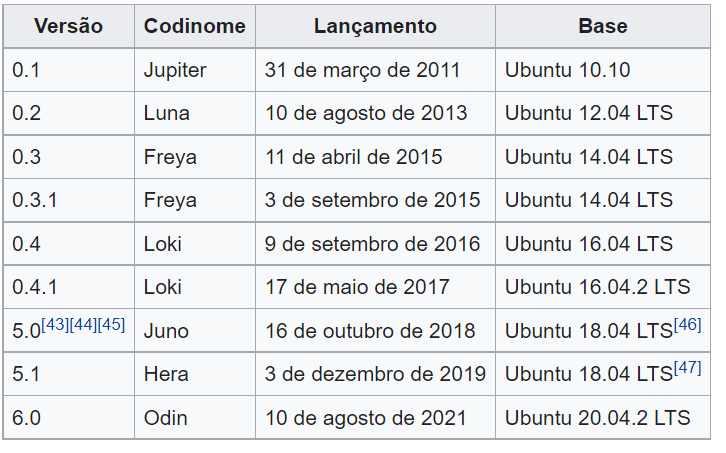 Versão Codinome Lançamento Base
0.1 Jupiter 31 de março de 2011 Ubuntu 10.10
0.2 Luna 10 de agosto de 2013 Ubuntu 12.04 LTS
0.3 Freya 11 de abril de 2015 Ubuntu 14.04 LTS
0.3.1 Freya 3 de setembro de 2015 Ubuntu 14.04 LTS
0.4 Loki 9 de setembro de 2016 Ubuntu 16.04 LTS
0.4.1 Loki 17 de maio de 2017 Ubuntu 16.04.2 LTS
5.0[43][44][45] Juno 16 de outubro de 2018 Ubuntu 18.04 LTS[46]
5.1 Hera 3 de dezembro de 2019 Ubuntu 18.04 LTS[47]
6.0 Odin 10 de agosto de 2021 Ubuntu 20.04.2 LTS